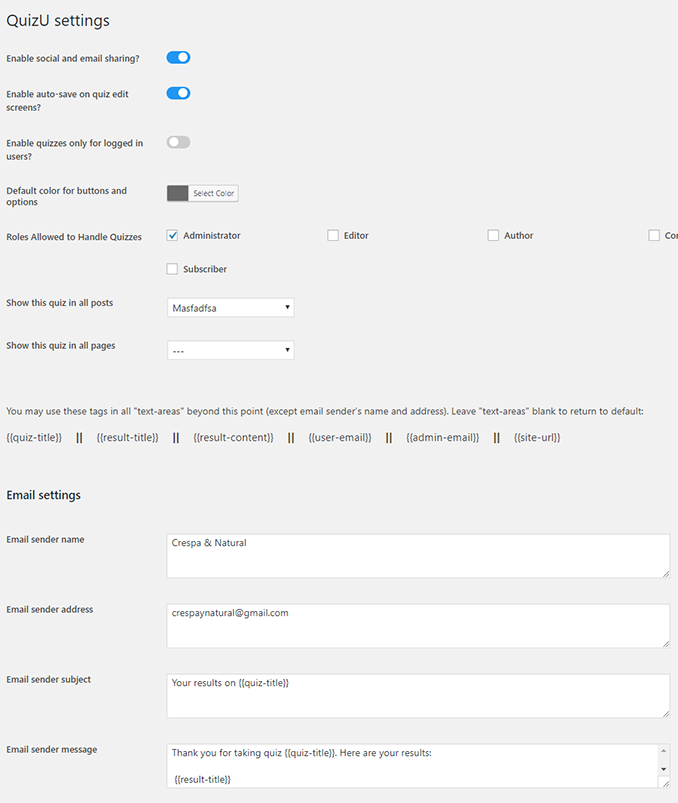 QuizU settings
Enable social and email sharing?
Enable auto-save on quiz edit
screens?
Enable quizzes only for logged in
users?
Default color for buttons and
options
Select Color
Roles Allowed to Handle Quizzes
Administrator
Editor
Author
Subscriber
Show this quiz in all posts
Masfadfsa
Show this quiz in all pages
---
You may use these tags in all "text-areas" beyond this point (except email sender's name and address). Leave "text-areas" blank to return to default:
{{quiz-title}} || {{result-title}} || {{result-content}} || {{user-email}} || {{admin-email}} || {{site-url}}
Email settings
Email sender name
Crespa & Natural
Email sender address
crespaynatural@gmail.com
Email sender subject
Your results on {{quiz-title}}
Email sender message
Thank you for taking quiz {{quiz-title}}. Here are your results:
{{result-title}}